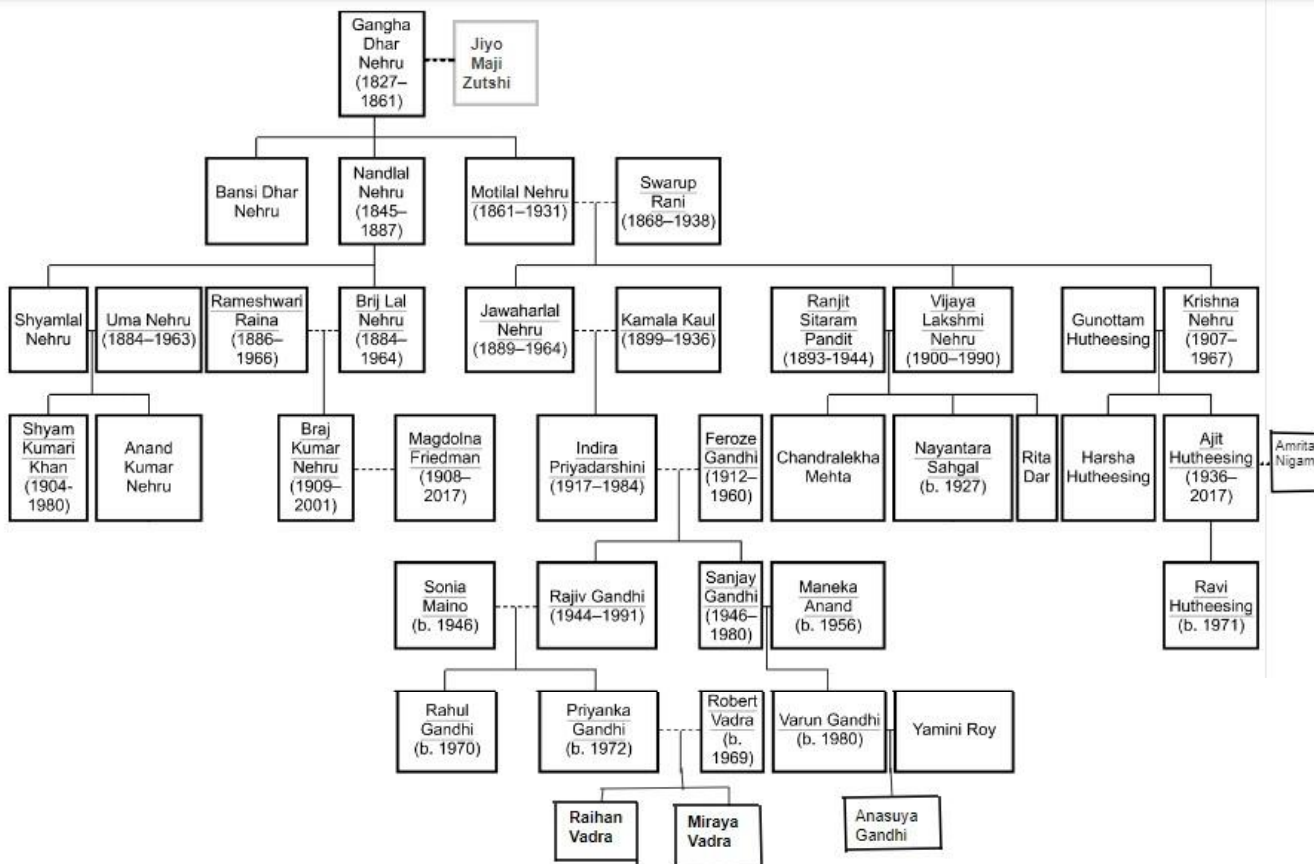 Gangha
Dhar
Nehru
(1827–
1861)
Jiyo
Maji
Zutshi
Bansi Dhar
Nehru
Nandlal
Nehru
(1845–
1887)
Motilal Nehru
(1861–1931)
Swarup
Rani
(1868–1938)
Shyamlal
Nehru
Uma Nehru
(1884–1963)
Rameshwari
Raina
(1886–
1966)
Brij Lal
Nehru
(1884–
1964)
Jawaharlal
Nehru
(1889–1964)
Kamala Kaul
(1899–1936)
Ranjit
Sitaram
Pandit
(1893-1944)
Vijaya
Lakshmi
Nehru
(1900–1990)
Gunottam
Hutheesing
Krishna
Nehru
(1907–
1967)
Shyam
Kumari
Khan
(1904-
1980)
Anand
Kumar
Nehru
Braj
Kumar
Nehru
(1909–
2001)
Magdolna
Friedman
(1908–
2017)
Indira
Priyadarshini
(1917–1984)
Feroze
Gandhi
(1912–
1960)
Chandralekha
Mehta
Nayantara
Sahgal
(b. 1927)
Rita
Dar
Harsha
Hutheesing
Ajit
Hutheesing
(1936–
2017)
Amrita
Nigam
Sonia
Maino
(b. 1946)
Rajiv Gandhi
(1944–1991)
Sanjay
Gandhi
(1946–
1980)
Maneka
Anand
(b. 1956)
Ravi
Hutheesing
(b. 1971)
Rahul
Gandhi
(b. 1970)
Priyanka
Gandhi
(b. 1972)
Robert
Vadra
(b.
1969)
Varun Gandhi
(b. 1980)
Yamini Roy
Raihan
Vadra
Miraya
Vadra
Anasuya
Gandhi